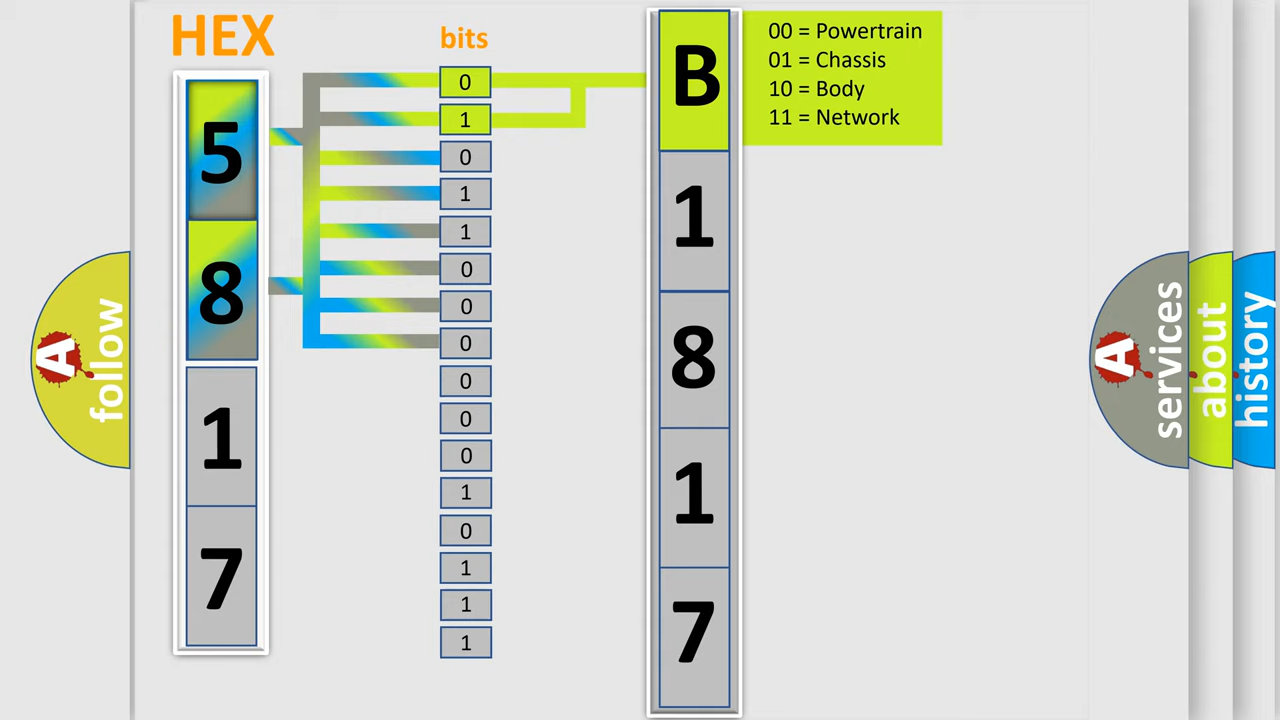 HEX
bits
5
8
1
7
0
1
0
1
1
0
0
0
0
0
0
1
0
1
1
1
B
1
8
1
7
00 = Powertrain
01 = Chassis
10 = Body
11 = Network
A
follow
A
services
about
history